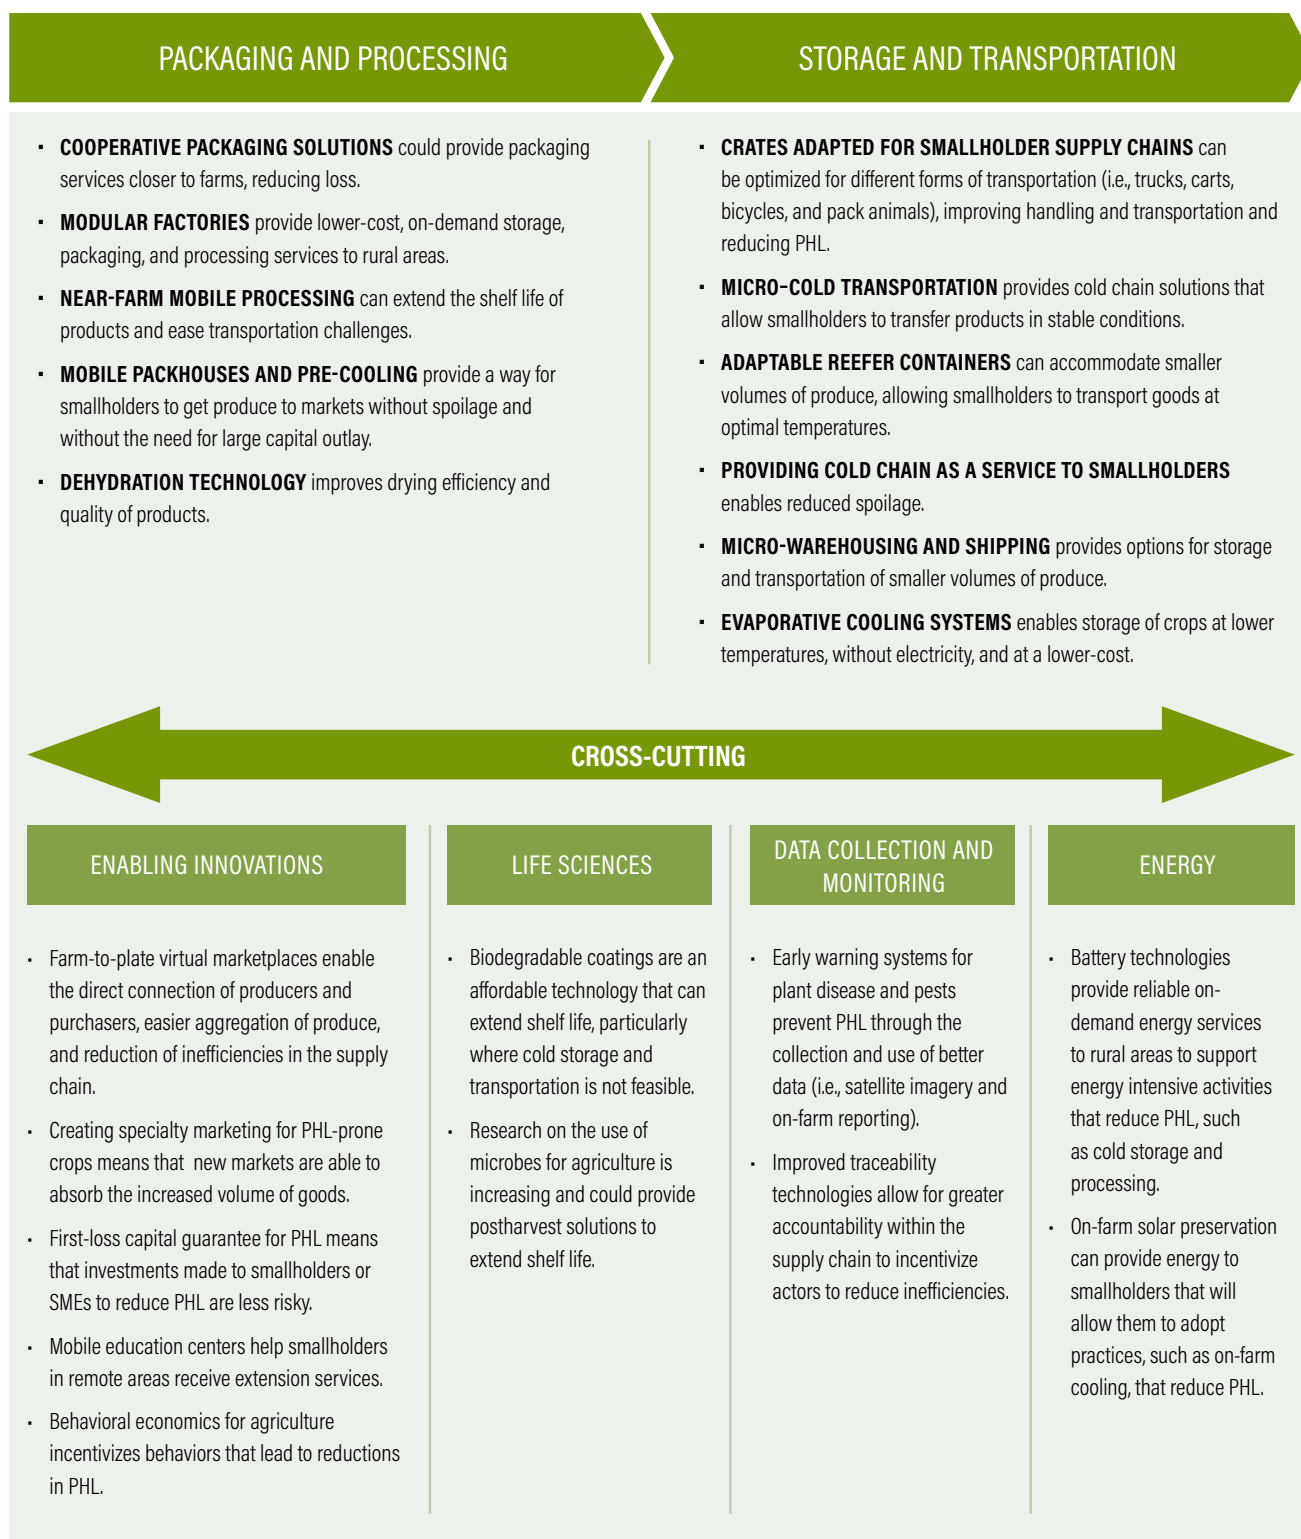 PACKAGING AND PROCESSING
STORAGE AND TRANSPORTATION
▪ COOPERATIVE PACKAGING SOLUTIONS could provide packaging
services closer to farms, reducing loss.
▪ MODULAR FACTORIES provide lower-cost, on-demand storage,
packaging, and processing services to rural areas.
▪ NEAR-FARM MOBILE PROCESSING can extend the shelf life of
products and ease transportation challenges.
▪ MOBILE PACKHOUSES AND PRE-COOLING provide a way for
smallholders to get produce to markets without spoilage and
without the need for large capital outlay.
▪ DEHYDRATION TECHNOLOGY improves drying efficiency and
quality of products.
▪ CRATES ADAPTED FOR SMALLHOLDER SUPPLY CHAINS can
be optimized for different forms of transportation (i.e., trucks, carts,
bicycles, and pack animals), improving handling and transportation and
reducing PHL.
▪ MICRO–COLD TRANSPORTATION provides cold chain solutions that
allow smallholders to transfer products in stable conditions.
▪ ADAPTABLE REEFER CONTAINERS can accommodate smaller
volumes of produce, allowing smallholders to transport goods at
optimal temperatures.
▪ PROVIDING COLD CHAIN AS A SERVICE TO SMALLHOLDERS
enables reduced spoilage.
▪ MICRO-WAREHOUSING AND SHIPPING provides options for storage
and transportation of smaller volumes of produce.
▪ EVAPORATIVE COOLING SYSTEMS enables storage of crops at lower
temperatures, without electricity, and at a lower-cost.
CROSS-CUTTING
ENABLING INNOVATIONS
▪ Farm-to-plate virtual marketplaces enable
the direct connection of producers and
purchasers, easier aggregation of produce,
and reduction of inefficiencies in the supply
chain.
▪ Creating specialty marketing for PHL-prone
crops means that new markets are able to
absorb the increased volume of goods.
▪ First-loss capital guarantee for PHL means
that investments made to smallholders or
SMEs to reduce PHL are less risky.
▪ Mobile education centers help smallholders
in remote areas receive extension services.
▪ Behavioral economics for agriculture
incentivizes behaviors that lead to reductions
in PHL.
LIFE SCIENCES
▪ Biodegradable coatings are an
affordable technology that can
extend shelf life, particularly
where cold storage and
transportation is not feasible.
▪ Research on the use of
microbes for agriculture is
increasing and could provide
postharvest solutions to
extend shelf life.
DATA COLLECTION AND
MONITORING
▪ Early warning systems for
plant disease and pests
prevent PHL through the
collection and use of better
data (i.e., satellite imagery and
on-farm reporting).
▪ Improved traceability
technologies allow for greater
accountability within the
supply chain to incentivize
actors to reduce inefficiencies.
ENERGY
▪ Battery technologies
provide reliable on-
demand energy services
to rural areas to support
energy intensive activities
that reduce PHL, such
as cold storage and
processing.
▪ On-farm solar preservation
can provide energy to
smallholders that will
allow them to adopt
practices, such as on-farm
cooling, that reduce PHL.